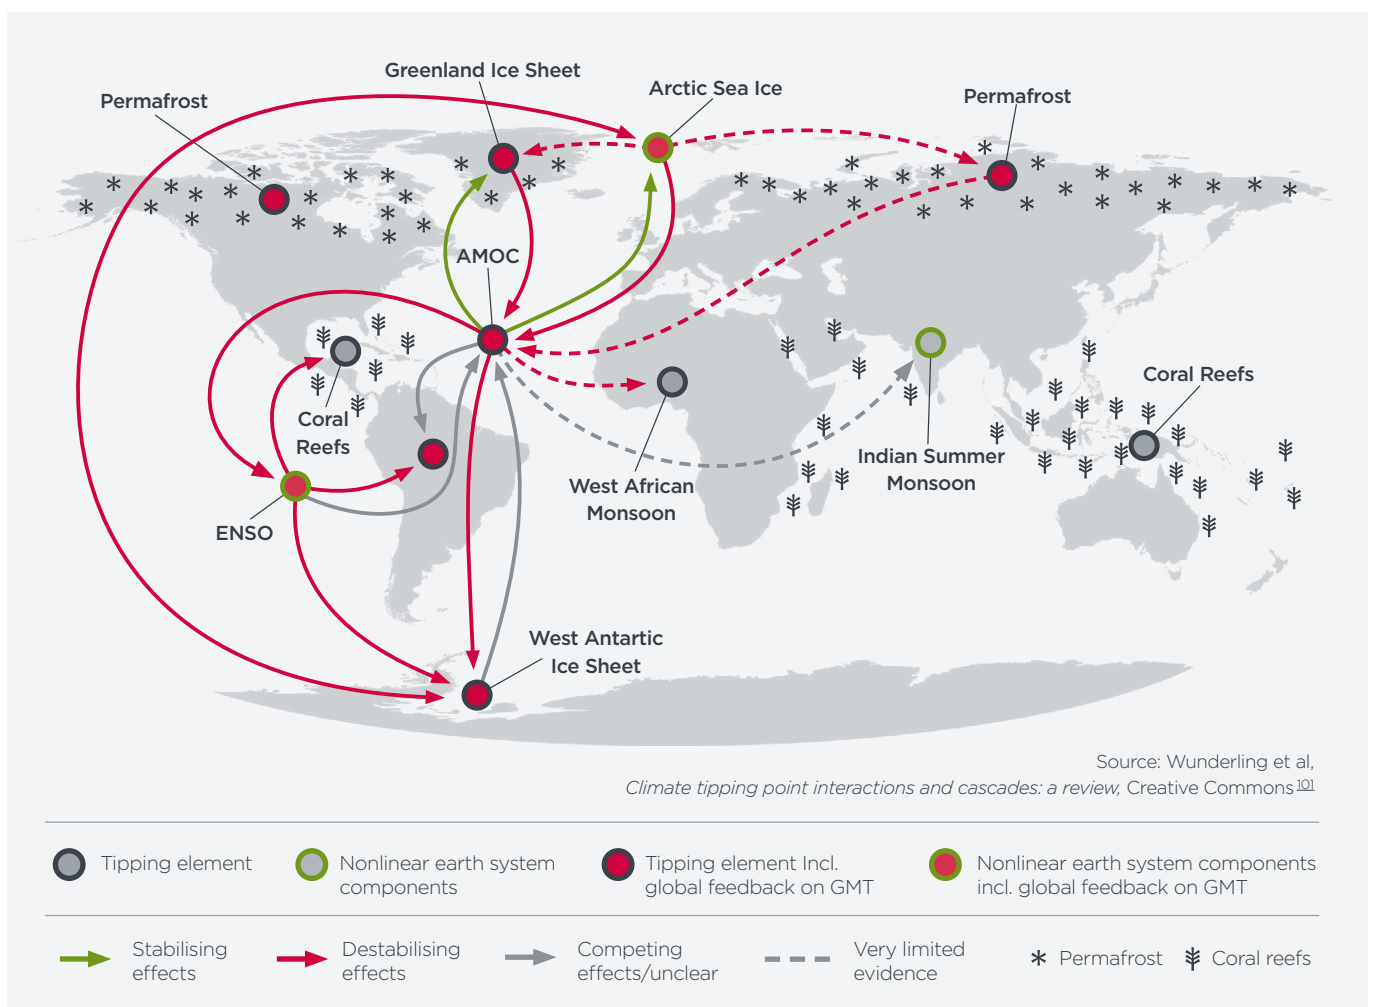 Greenland Ice Sheet
Arctic Sea Ice
Permafrost
Permafrost
AMOC
Coral
Reefs
Coral Reefs
Indian Summer
Monsoon
West African
Monsoon
ENSO
West Antartic
Ice Sheet
Source: Wunderling et al,
Climate tipping point interactions and cascades: a review, Creative Commons 101
Tipping element
Nonlinear earth system
components
Tipping element Incl.
global feedback on GMT
Nonlinear earth system components
incl. global feedback on GMT
Stabilising
effects
Destabilising
effects
Competing
effects/unclear
Very limited
evidence
Permafrost
Coral reefs